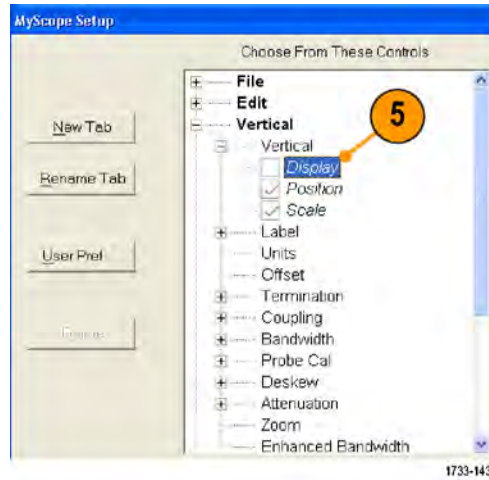 MyScope Setup
Choose From These Controls
New Tab
Rename Tab
User Pref
File
Edit
Vertical
Vertical
Display
Position
Scale
Label
Units
Offset
Termination
Coupling
Bandwidth
Probe Cal
Deskew
Attenuation
Zoom
Enhanced Bandwidth
5
1733-143